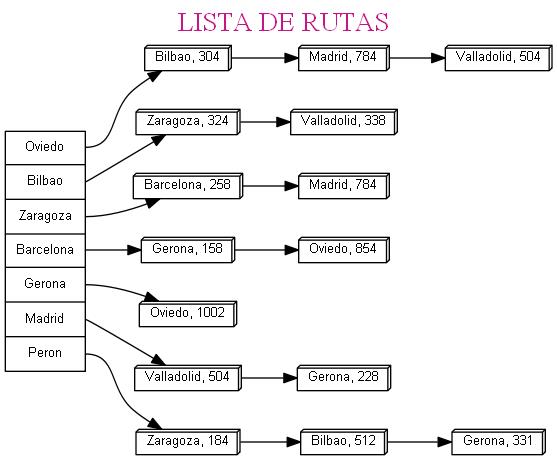 LISTA DE RUTAS
Bilbao, 304
Madrid, 784
Valladolid, 504
Zaragoza, 324
Valladolid, 338
Oviedo
Bilbao
Barcelona, 258
Madrid, 784
Zaragoza
Barcelona
Gerona, 158
Oviedo, 854
Gerona
Oviedo, 1002
Madrid
Peron
Valladolid, 504
Gerona, 228
Zaragoza, 184
Bilbao, 512
Gerona, 331